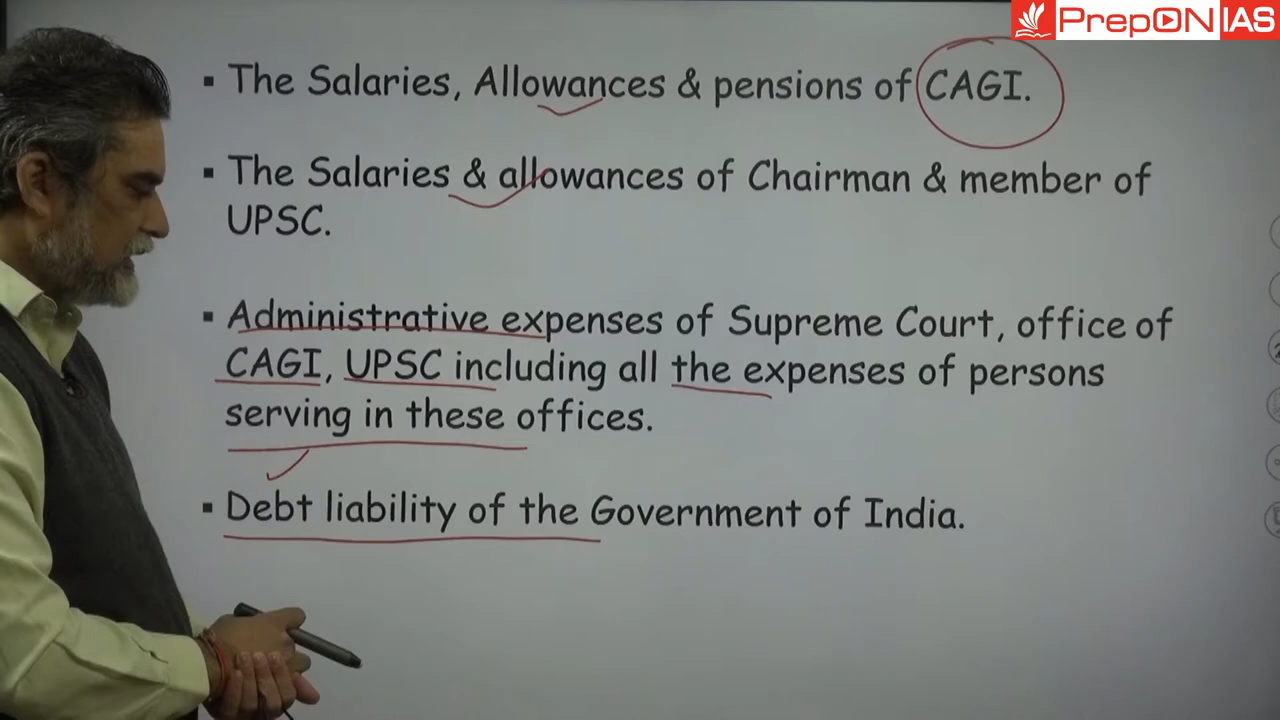 PrepON IAS
▪ The Salaries, Allowances & pensions of CAGI.
▪ The Salaries & allowances of Chairman & member of
UPSC.
▪ Administrative expenses of Supreme Court, office of
CAGI, UPSC including all the expenses of persons
serving in these offices.
▪ Debt liability of the Government of India.